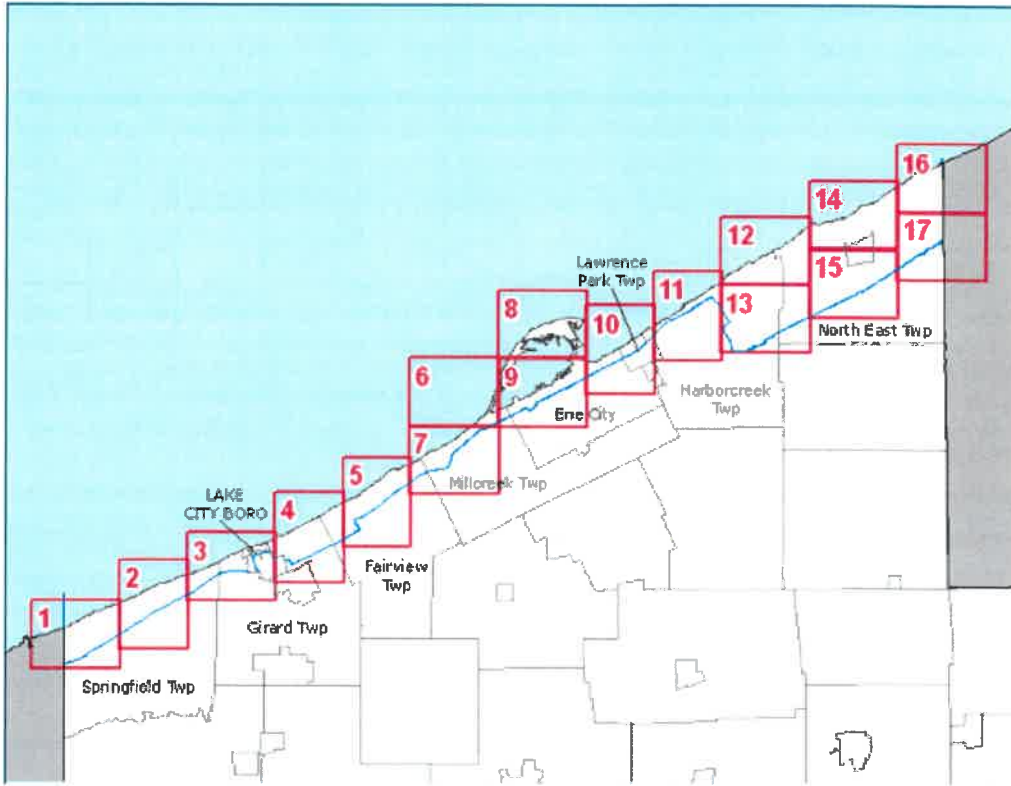 16
14
17
12
Lawrence
Park Twp
11
15
8
10
13
North East Twp
6
9
Erie City
Harborcreek
Twp
7
5
Millcreek Twp
LAKE
CITY BORO
4
3
Fairview
Twp
2
1
Girard Twp
Springfield Twp